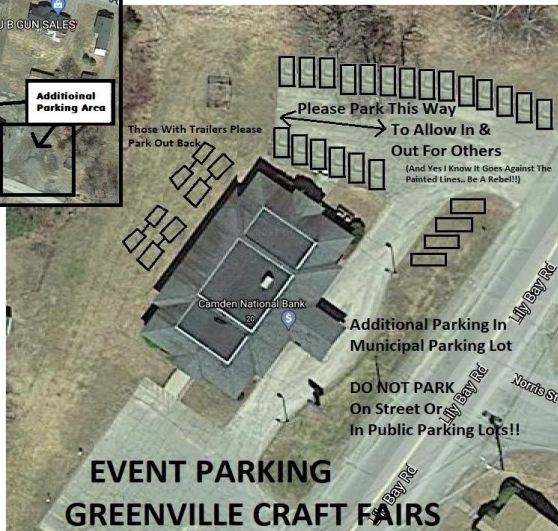 J B GUN SALES
Additioinal
Parking Area
Please Park This Way
To Allow In &
Out For Others
(And Yes I Know It Goes Against The
Painted Lines.. Be A Rebel!!)
Those With Trailers Please
Park Out Back
Camden National Bank
20
$
Lily Bay Rd
Additional Parking In
Municipal Parking Lot
Lily Bay Rd
Norris St
DO NOT PARK
On Street Or
In Public Parking Lots!!
Bay Rd
EVENT PARKING
GREENVILLE CRAFT FAIRS